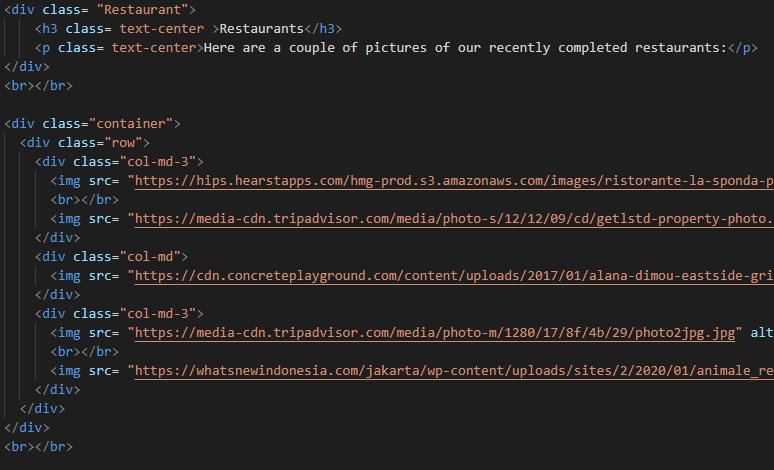 <div class= "Restaurant">
<h3 class= text-center >Restaurants</h3>
<p class= text-center>Here are a couple of pictures of our recently completed restaurants:</p>
</div>
<br></br>
<div class="container">
<div class="row">
<div class="col-md-3">
<img src= "https://hips.hearstapps.com/hmg-prod.s3.amazonaws.com/images/ristorante-la-sponda-p
<br></br>
<img src= "https://media-cdn.tripadvisor.com/media/photo-s/12/12/09/cd/getlstd-property-photo.
</div>
<div class="col-md">
<img src= "https://cdn.concreteplayground.com/content/uploads/2017/01/alana-dimou-eastside-gri
</div>
<div class="col-md-3">
<img src= "https://media-cdn.tripadvisor.com/media/photo-m/1280/17/8f/4b/29/photo2jpg.jpg" alt
<br></br>
<img src= "https://whatsnewindonesia.com/jakarta/wp-content/uploads/sites/2/2020/01/animale_re
</div>
</div>
</div>
<br></br>